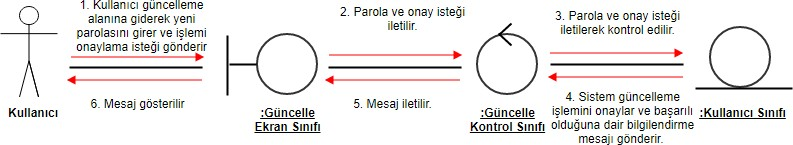 1. Kullanıcı güncelleme
alanına giderek yeni
parolasını girer ve işlemi
onaylama isteği gönderir
2. Parola ve onay isteği
iletilir.
3. Parola ve onay isteği
iletilerek kontrol edilir.
6. Mesaj gösterilir
5. Mesaj iletilir.
4. Sistem güncelleme
işlemini onaylar ve başarılı
olduğuna dair bilgilendirme
mesajı gönderir.
Kullanıcı
:Güncelle
Ekran Sınıfı
:Güncelle
Kontrol Sınıfı
:Kullanıcı Sınıfı